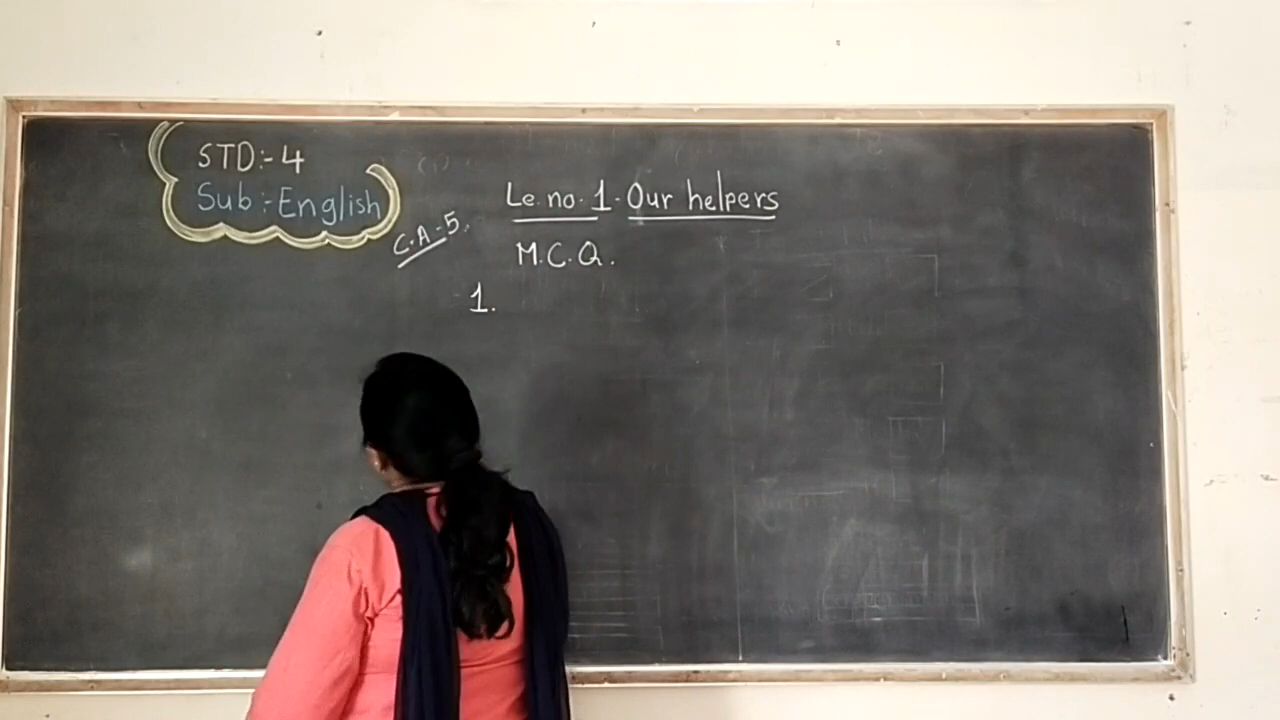 STD:- 4
Sub :- English
Le. no. 1. Our helpers
C.A-5.
M.C.Q.
1.